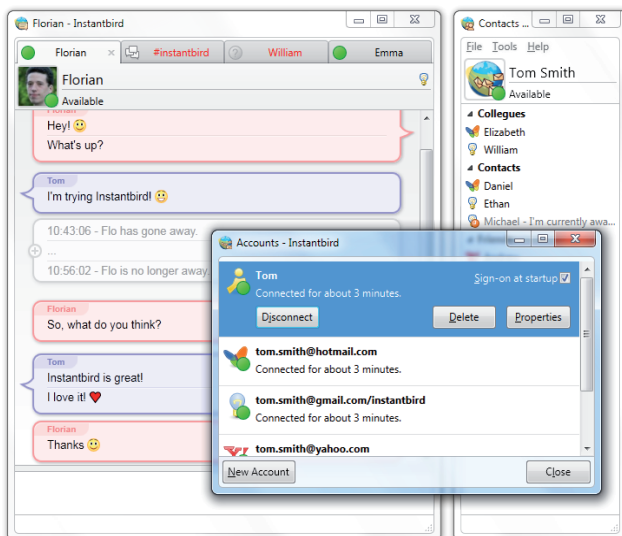 Florian - Instantbird
Florian
#instantbird
William
Emma
Florian
Available
Florian
Hey!
What's up?
Tom
I'm trying Instantbird!
10:43:06 - Flo has gone away.
...
10:56:02 - Flo is no longer away.
Florian
So, what do you think?
Tom
Instantbird is great!
I love it!
Florian
Thanks
Contacts ...
File Tools Help
Tom Smith
Available
Collegues
Elizabeth
William
Contacts
Daniel
Ethan
Michael - I'm currently awa...
Accounts - Instantbird
Tom
Sign-on at startup
Connected for about 3 minutes.
Disconnect
Delete
Properties
tom.smith@hotmail.com
Connected for about 3 minutes.
tom.smith@gmail.com/instantbird
Connected for about 3 minutes.
tom.smith@yahoo.com
New Account
Close